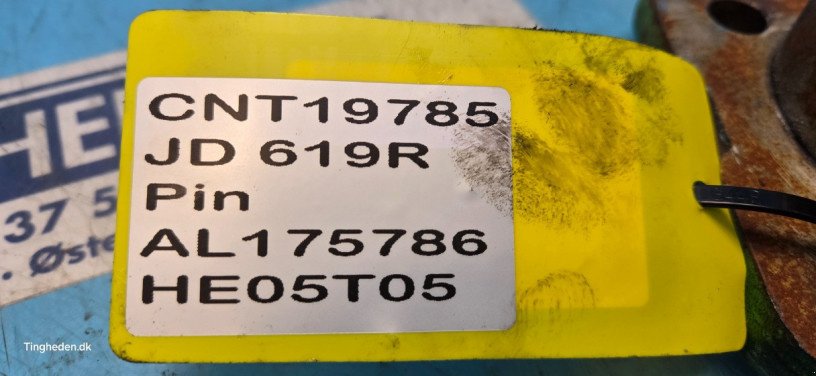 CNT19785
JD 619R
Pin
AL175786
HE05T05
HE
37 5
. Øste
Tingheden.dk